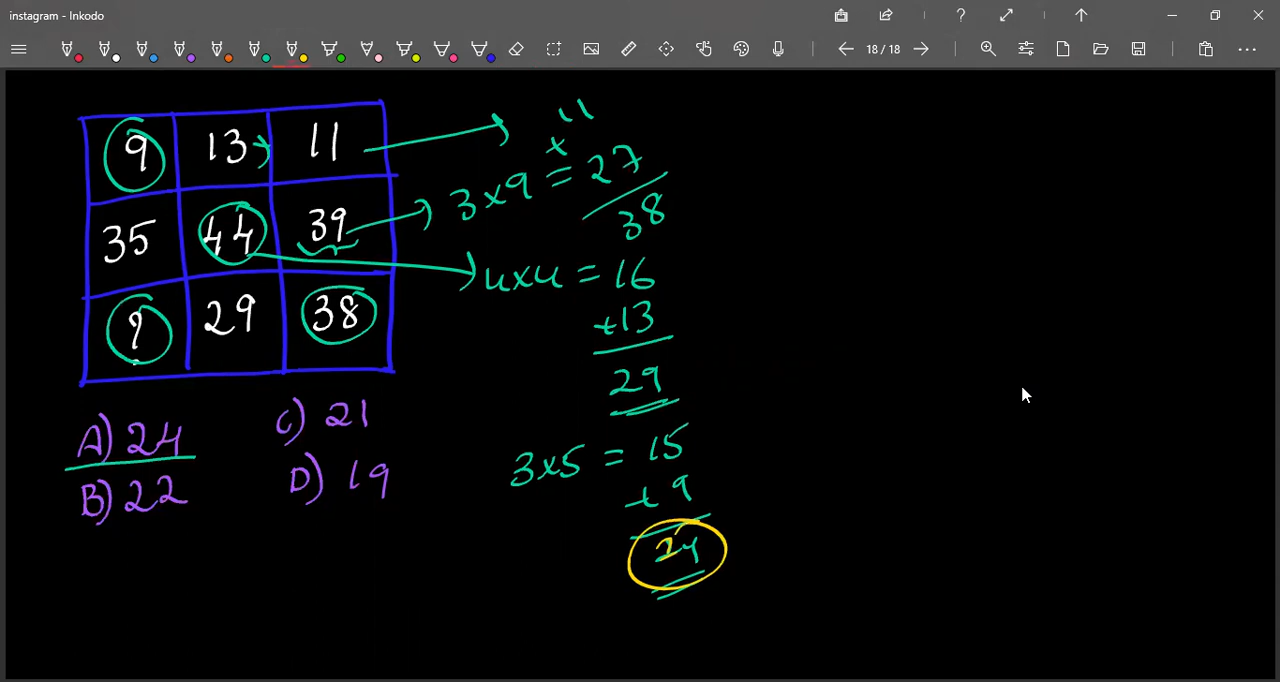 instagram - Inkodo
18 / 18
9 13 11
35 44 39
? 29 38
A) 24 C) 21
B) 22 D) 19
+ 11
3x9 = 27
38
4x4 = 16
+13
29
3x5 = 15
+ 9
24